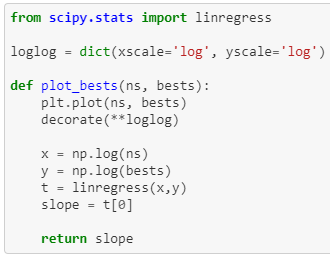 from scipy.stats import linregress
loglog = dict(xscale='log', yscale='log')
def plot_bests(ns, bests):
    plt.plot(ns, bests)
    decorate(**loglog)
    x = np.log(ns)
    y = np.log(bests)
    t = linregress(x,y)
    slope = t[0]
    return slope